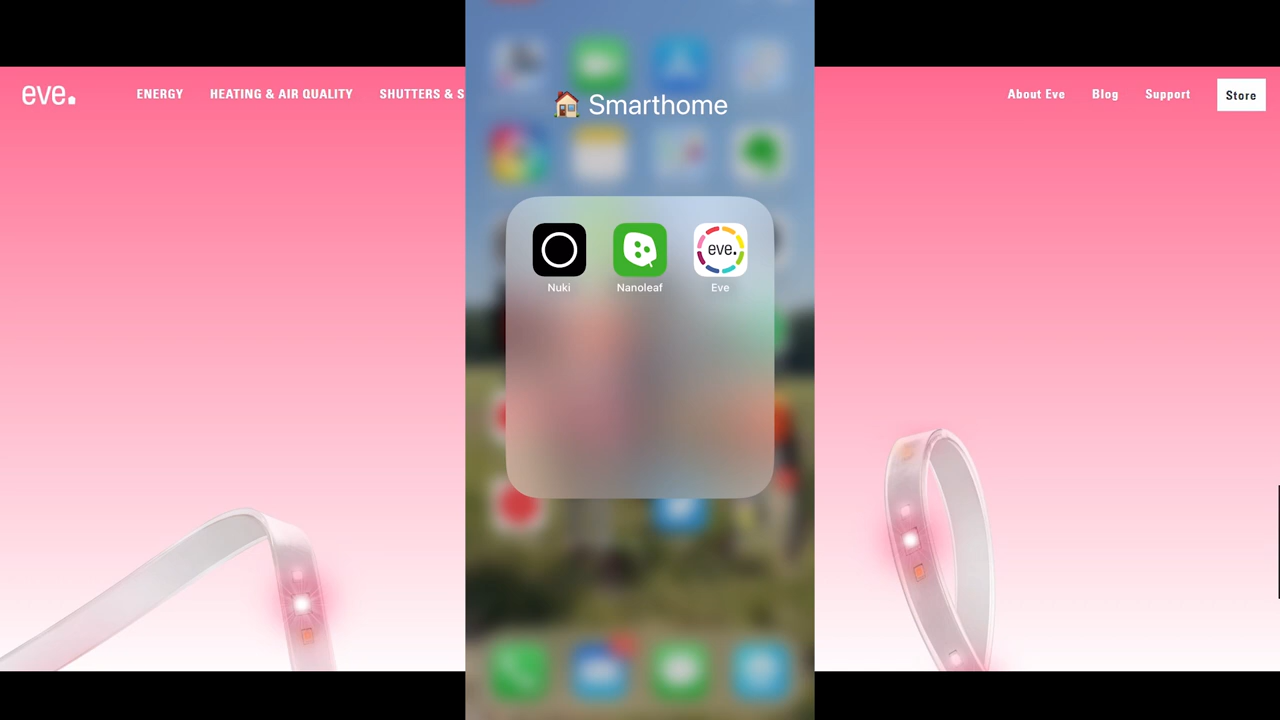 eve.
ENERGY HEATING & AIR QUALITY SHUTTERS & S
About Eve Blog Support Store
🏠 Smarthome
eve.
Nuki Nanoleaf Eve